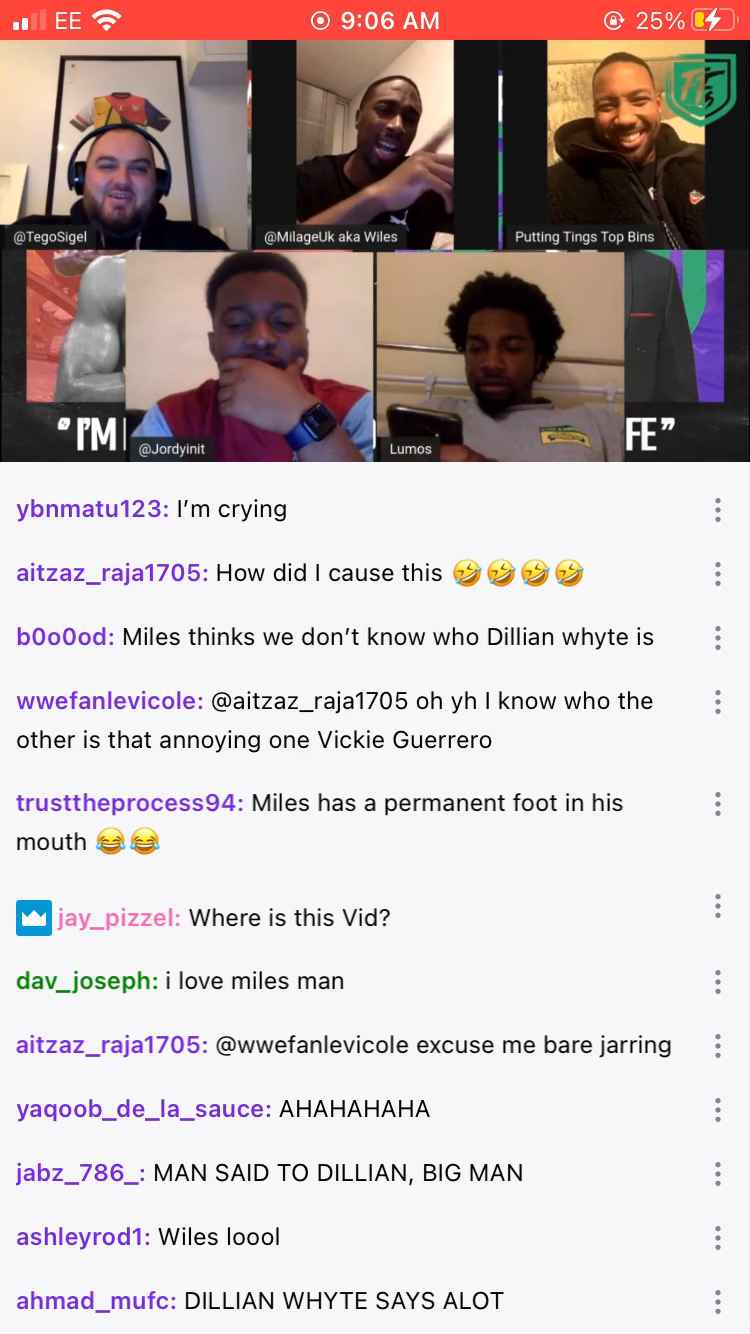 EE 9:06 AM 25%
FTs
@TegoSigel
@MilageUk aka Wiles
Putting Tings Top Bins
“I'M
FE”
@Jordyinit
Lumos
ybnmatu123: I’m crying
aitzaz_raja1705: How did I cause this 🤣🤣🤣🤣
b0o0od: Miles thinks we don’t know who Dillian whyte is
wwefanlevicole: @aitzaz_raja1705 oh yh I know who the
other is that annoying one Vickie Guerrero
trusttheprocess94: Miles has a permanent foot in his
mouth 😂😂
jay_pizzel: Where is this Vid?
dav_joseph: i love miles man
aitzaz_raja1705: @wwefanlevicole excuse me bare jarring
yaqoob_de_la_sauce: AHAHAHAHA
jabz_786_: MAN SAID TO DILLIAN, BIG MAN
ashleyrod1: Wiles loool
ahmad_mufc: DILLIAN WHYTE SAYS ALOT